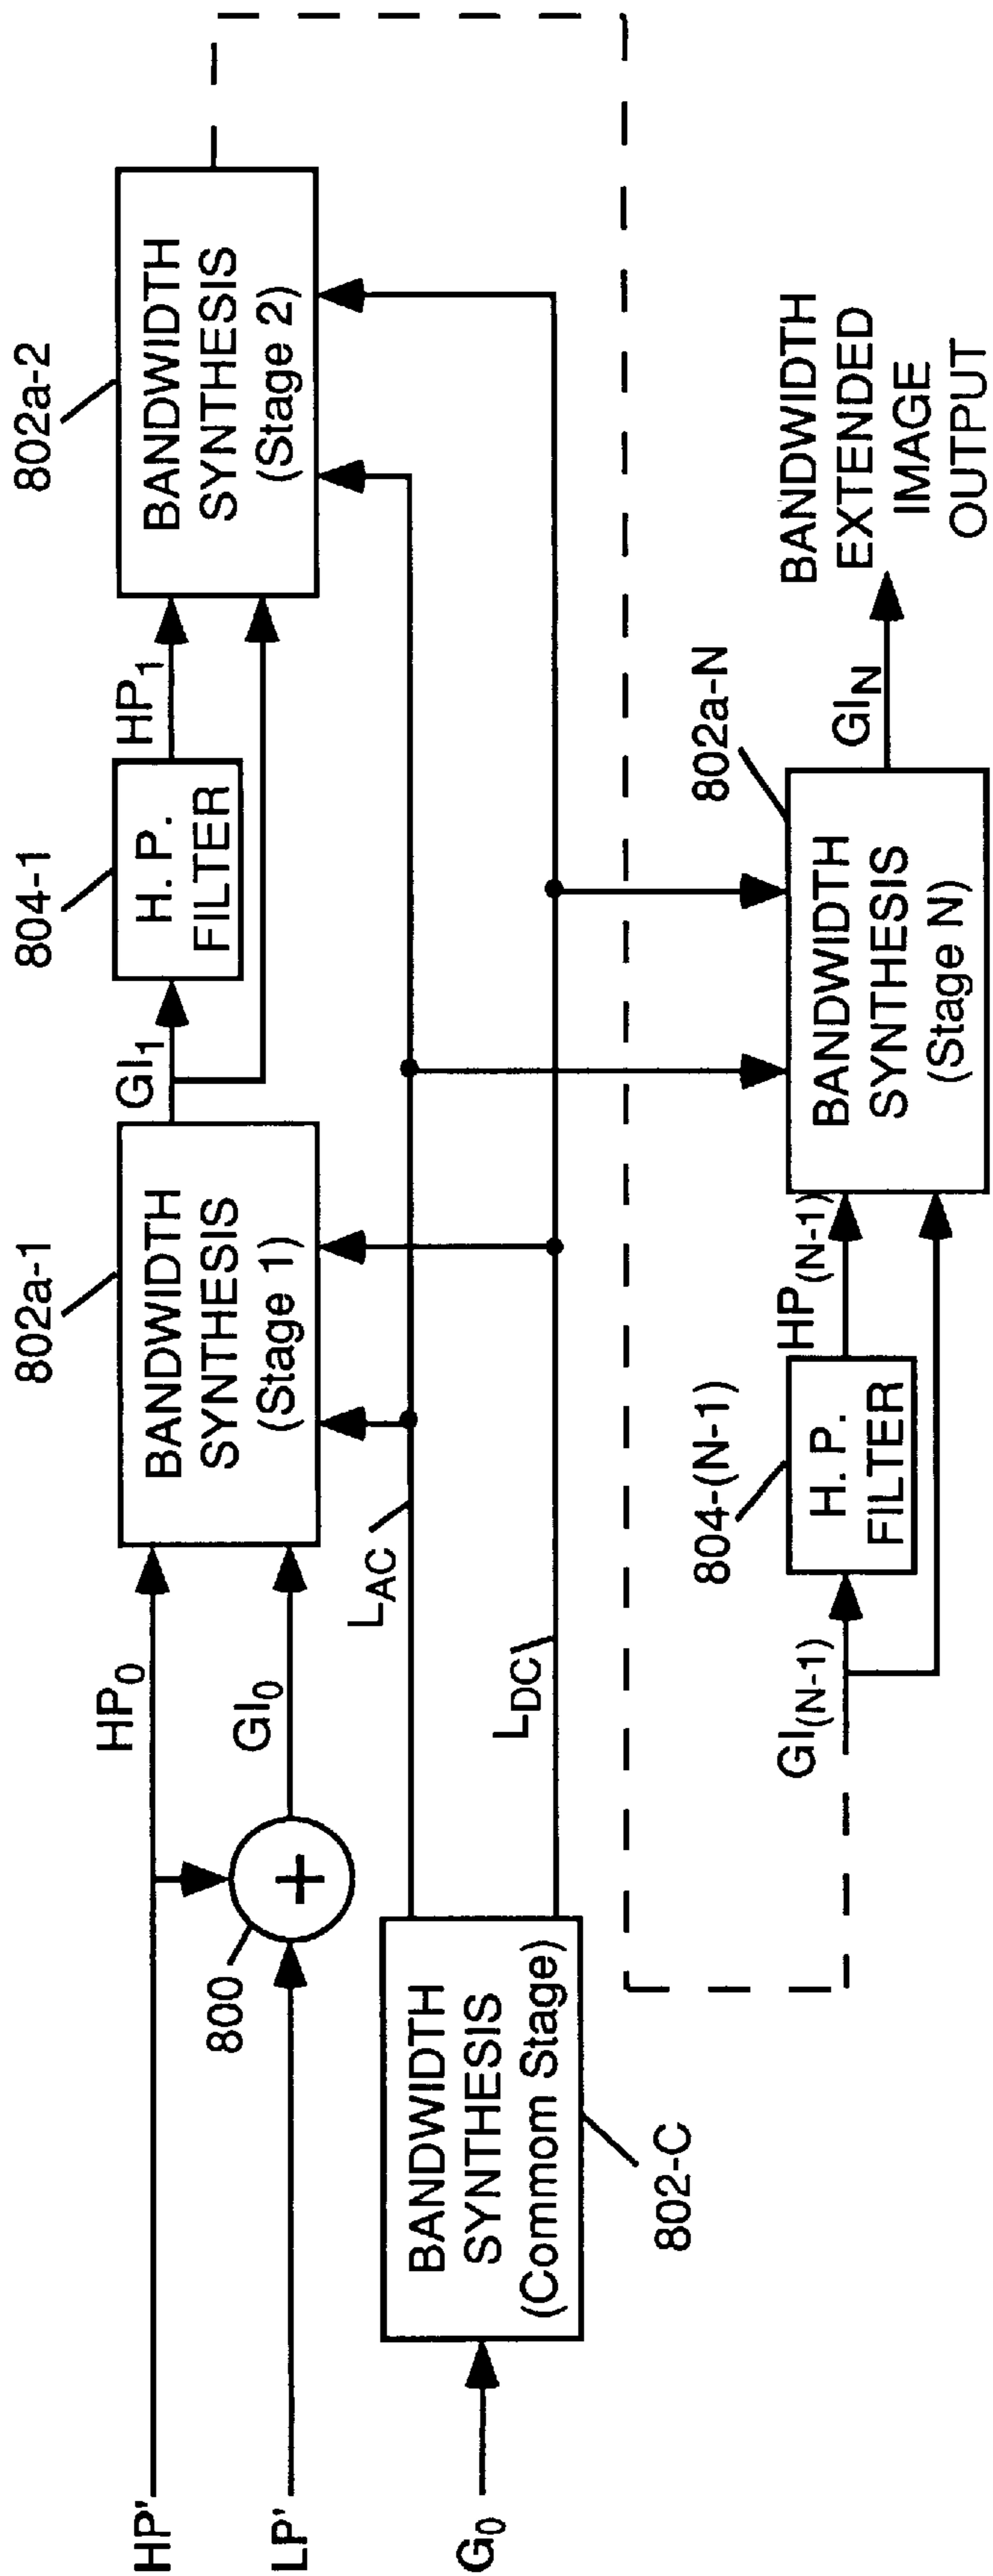 HP'
LP'
G0
800
HP0
GI0
802a-1
BANDWIDTH
SYNTHESIS
(Stage 1)
GI1
804-1
H. P.
FILTER
HP1
802a-2
BANDWIDTH
SYNTHESIS
(Stage 2)
BANDWIDTH
SYNTHESIS
(Commom Stage)
802-C
LAC
LDC
GI(N-1)
804-(N-1)
H. P.
FILTER
HP(N-1)
802a-N
BANDWIDTH
SYNTHESIS
(Stage N)
GIN
BANDWIDTH
EXTENDED
IMAGE
OUTPUT